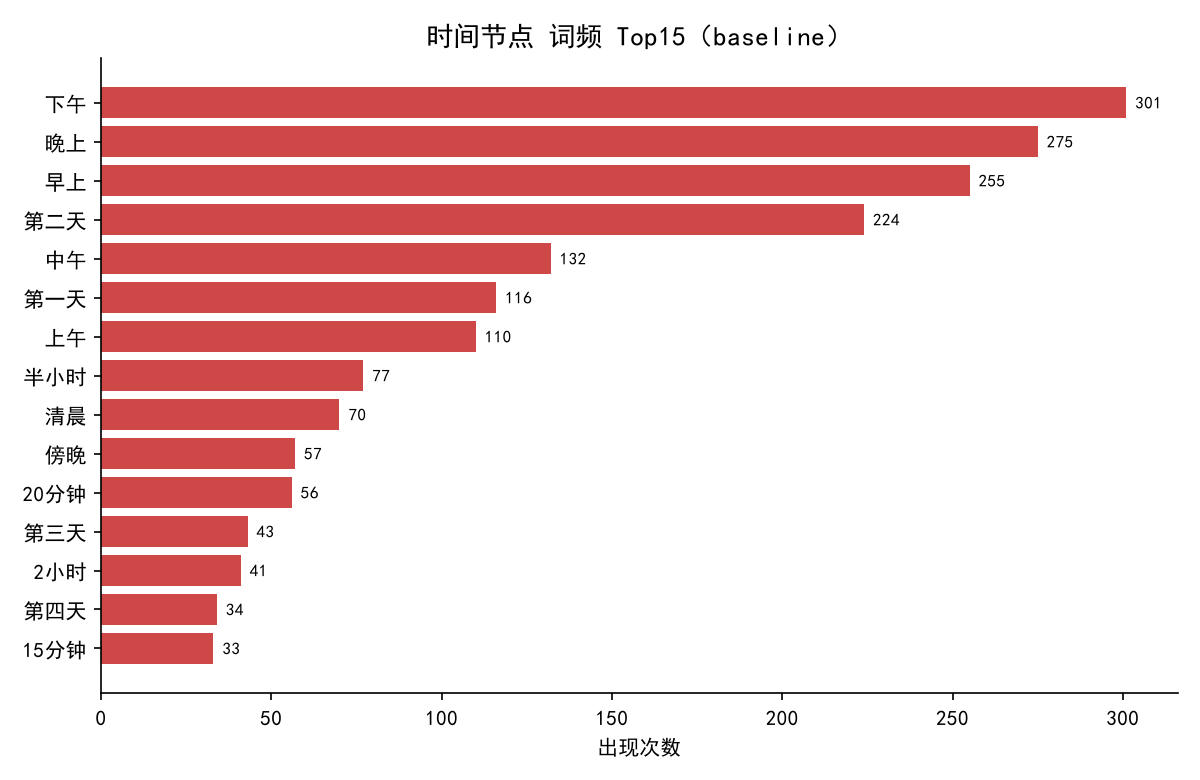 时间节点 词频 Top15（baseline）
下午 301
晚上 275
早上 255
第二天 224
中午 132
第一天 116
上午 110
半小时 77
清晨 70
傍晚 57
20分钟 56
第三天 43
2小时 41
第四天 34
15分钟 33
0 50 100 150 200 250 300
出现次数